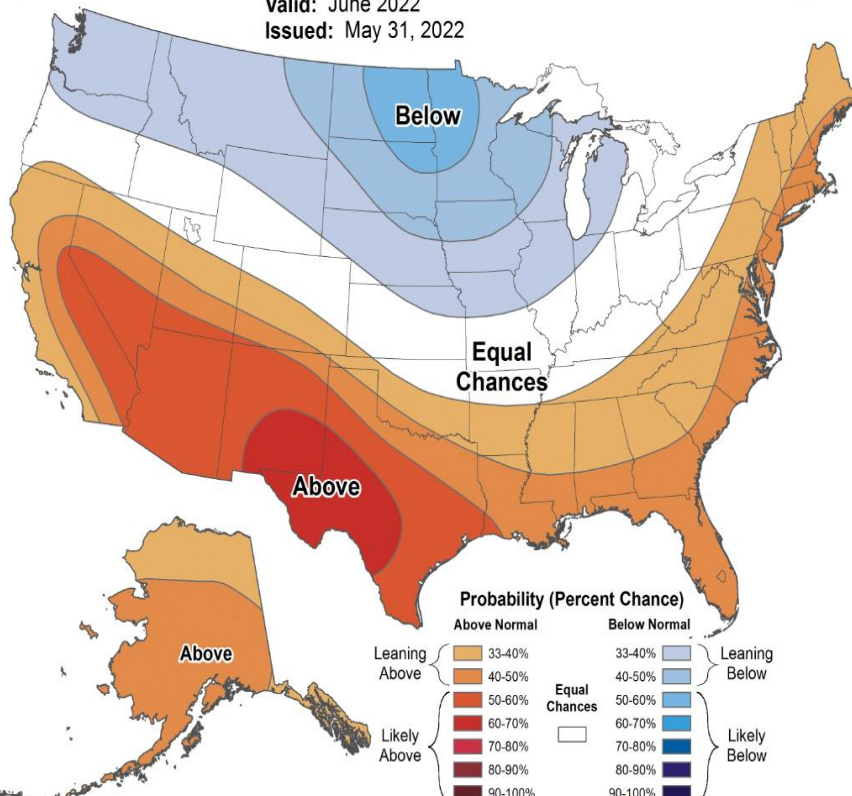 Valid: June 2022
Issued: May 31, 2022
Below
Equal
Chances
Above
Above
Probability (Percent Chance)
Above Normal
Below Normal
Leaning
Above
33-40%
40-50%
Likely
Above
50-60%
60-70%
70-80%
80-90%
90-100%
Equal
Chances
33-40%
40-50%
Leaning
Below
50-60%
60-70%
70-80%
80-90%
90-100%
Likely
Below